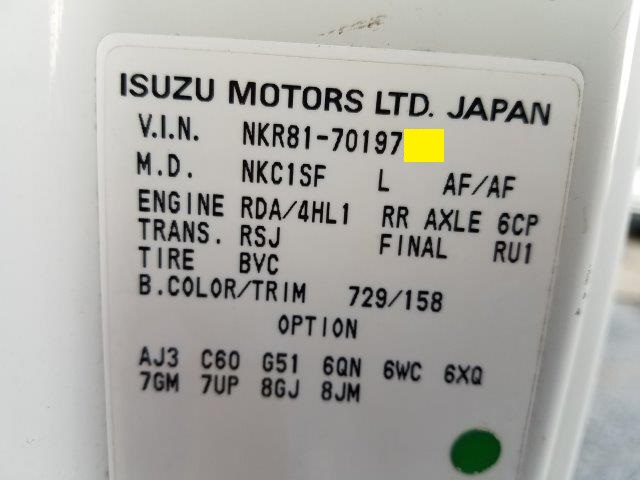 ISUZU MOTORS LTD. JAPAN
V.I.N. NKR81-70197
M.D. NKC1SF L AF/AF
ENGINE RDA/4HL1 RR AXLE 6CP
TRANS. RSJ FINAL RU1
TIRE BVC
B.COLOR/TRIM 729/158
OPTION
AJ3 C60 G51 6QN 6WC 6XQ
7GM 7UP 8GJ 8JM